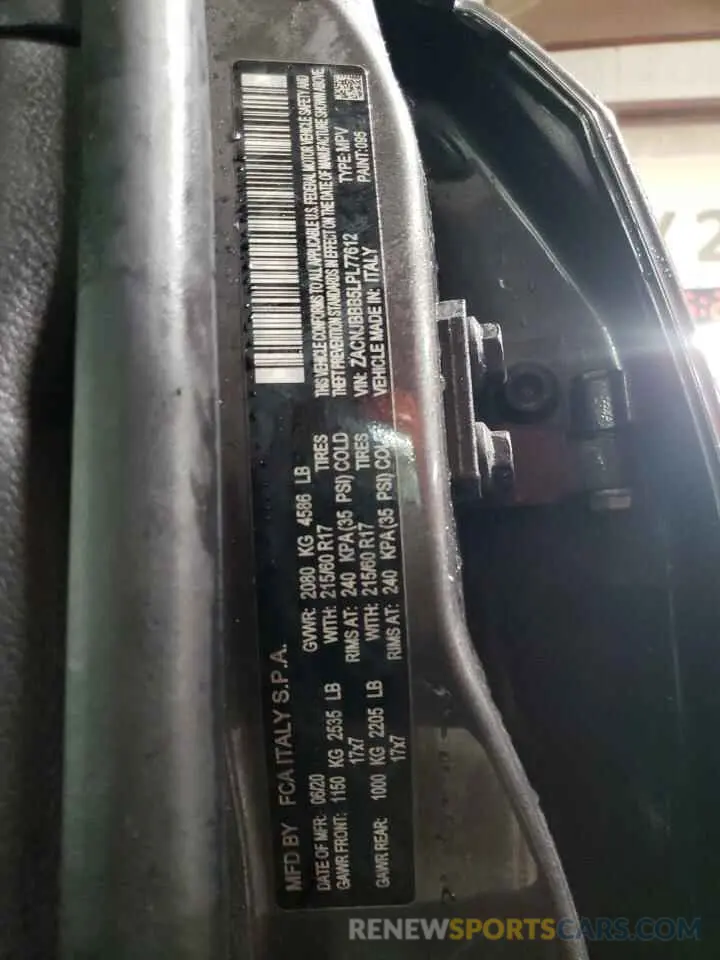 MFD BY FCA ITALY S.P.A.
DATE OF MFR: 06/20 GVWR: 2080 KG 4586 LB
GAWR FRONT: 1150 KG 2535 LB WITH: 215/60 R17 TIRES
17x7 RIMS AT: 240 KPA(35 PSI) COLD
GAWR REAR: 1000 KG 2205 LB WITH: 215/60 R17 TIRES
17x7 RIMS AT: 240 KPA(35 PSI) COLD
THIS VEHICLE CONFORMS TO ALL APPLICABLE U.S. FEDERAL MOTOR VEHICLE SAFETY AND
THEFT PREVENTION STANDARDS IN EFFECT ON THE DATE OF MANUFACTURE SHOWN ABOVE
VIN: ZACNJBBB5LPL77612 TYPE: MPV
VEHICLE MADE IN: ITALY PAINT: 095
RENEWSPORTSCARS.COM